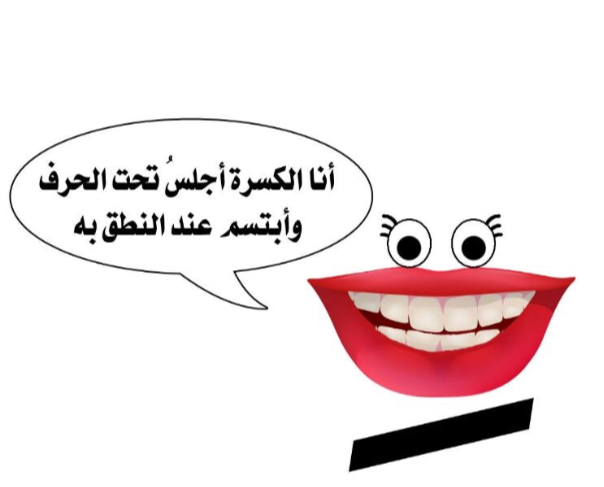 أنا الكسرة أجلسُ تحت الحرف
وأبتسم عند النطق به